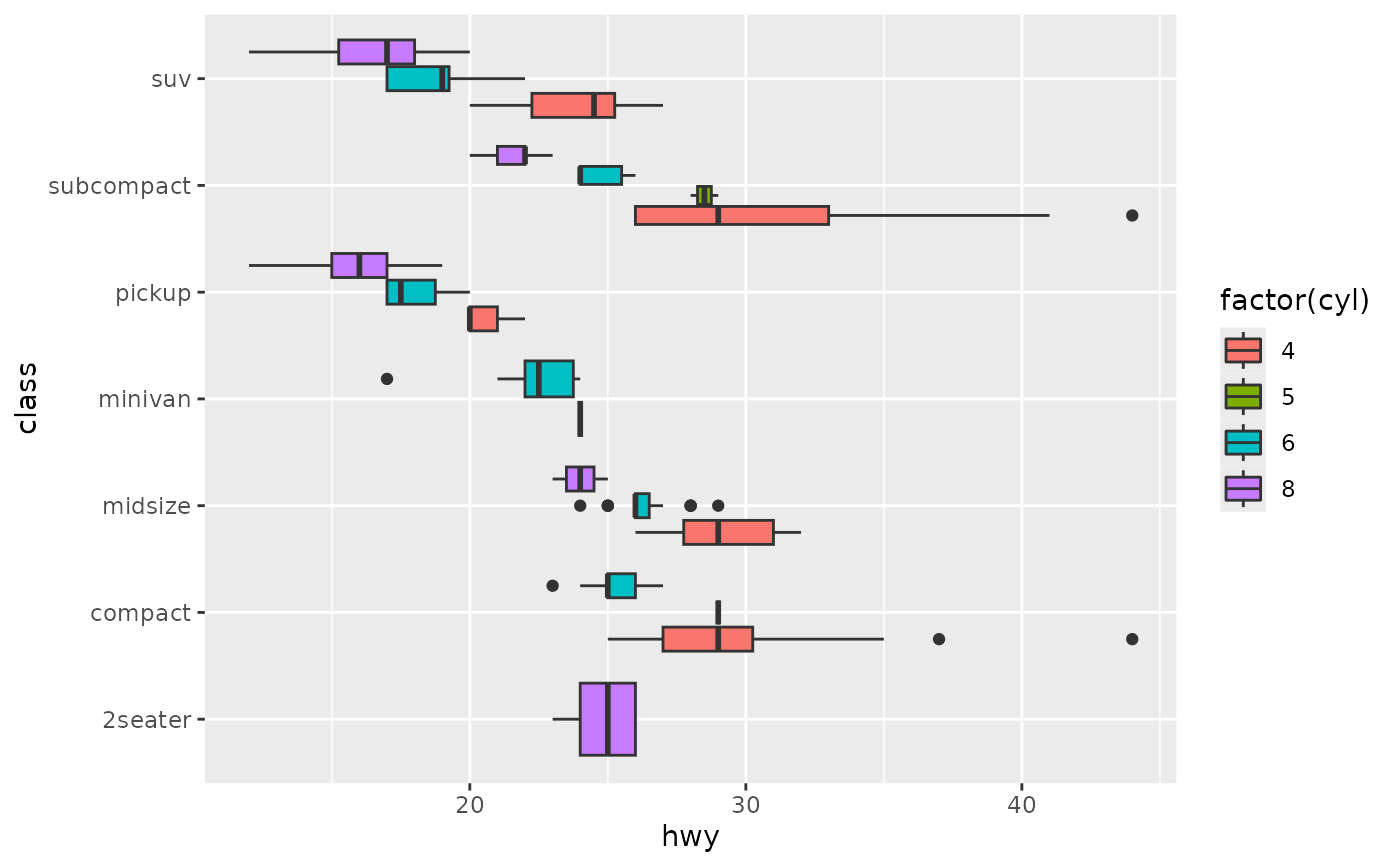 suv
subcompact
pickup
minivan
midsize
compact
2seater
class
20 30 40
hwy
factor(cyl)
4
5
6
8